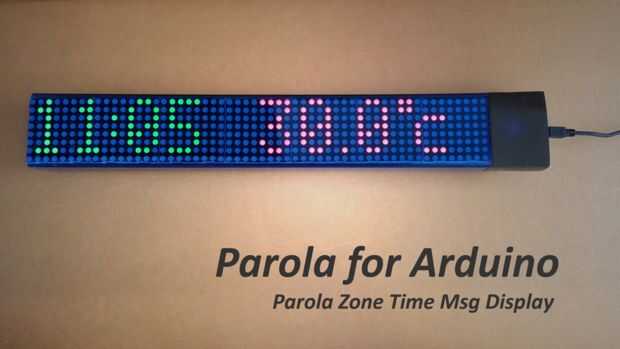 11:05 30.0°c
Parola for Arduino
Parola Zone Time Msg Display